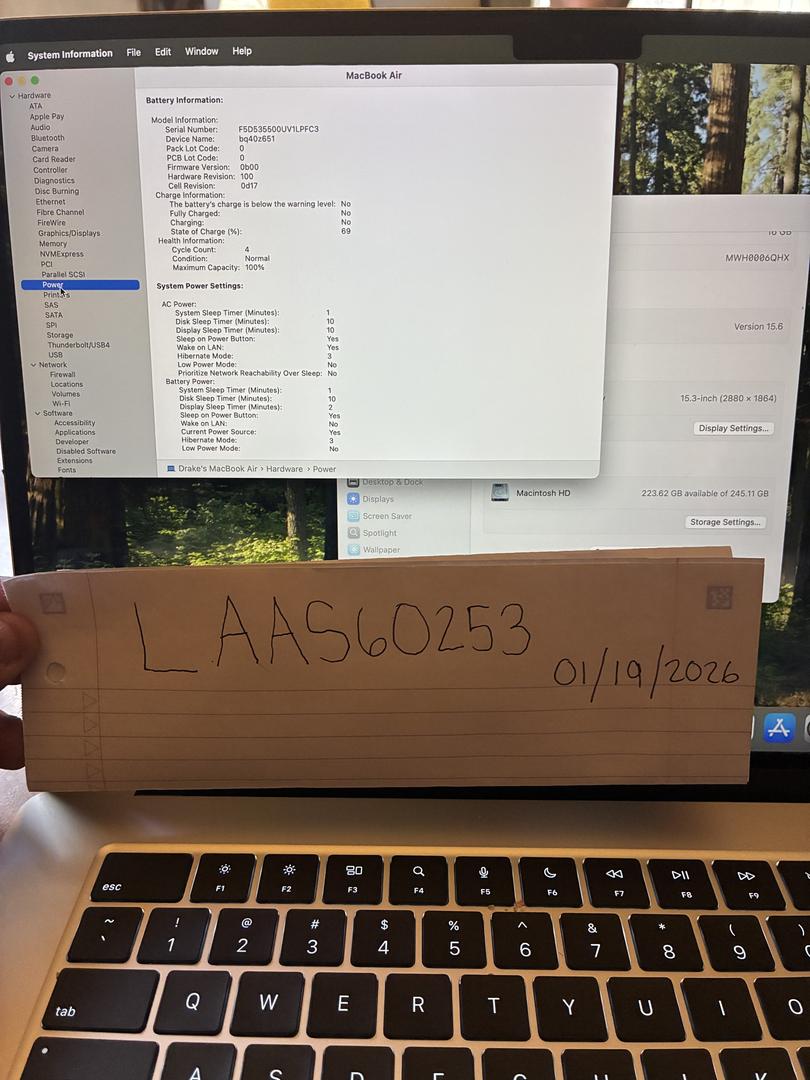 System Information File Edit Window Help
MacBook Air
Hardware
ATA
Apple Pay
Audio
Bluetooth
Camera
Card Reader
Controller
Diagnostics
Disc Burning
Ethernet
Fibre Channel
FireWire
Graphics/Displays
Memory
NVMExpress
PCI
Parallel SCSI
Power
Printers
SAS
SATA
SPI
Storage
Thunderbolt/USB4
USB
Network
Firewall
Locations
Volumes
Wi-Fi
Software
Accessibility
Applications
Developer
Disabled Software
Extensions
Fonts
Battery Information:
Model Information:
Serial Number: F5D535500UV1LPFC3
Device Name: bq40z651
Pack Lot Code: 0
PCB Lot Code: 0
Firmware Version: 0b00
Hardware Revision: 100
Cell Revision: 0d17
Charge Information:
The battery's charge is below the warning level: No
Fully Charged: No
Charging: No
State of Charge (%): 69
Health Information:
Cycle Count: 4
Condition: Normal
Maximum Capacity: 100%
System Power Settings:
AC Power:
System Sleep Timer (Minutes): 1
Disk Sleep Timer (Minutes): 10
Display Sleep Timer (Minutes): 10
Sleep on Power Button: Yes
Wake on LAN: Yes
Hibernate Mode: 3
Low Power Mode: No
Prioritize Network Reachability Over Sleep: No
Battery Power:
System Sleep Timer (Minutes): 1
Disk Sleep Timer (Minutes): 10
Display Sleep Timer (Minutes): 2
Sleep on Power Button: Yes
Wake on LAN: No
Current Power Source: Yes
Hibernate Mode: 3
Low Power Mode: No
Drake's MacBook Air › Hardware › Power
16 GB
MWH0006QHX
Version 15.6
15.3-inch (2880 × 1864)
Display Settings...
Desktop & Dock
Displays
Screen Saver
Spotlight
Wallpaper
Macintosh HD 223.62 GB available of 245.11 GB
Storage Settings...
LAAS60253
01/19/2026
esc F1 F2 F3 F4 F5 F6 F7 F8 F9
~ ! @ # $ % ^ & * ( )
` 1 2 3 4 5 6 7 8 9
tab Q W E R T Y U I O
A S D F